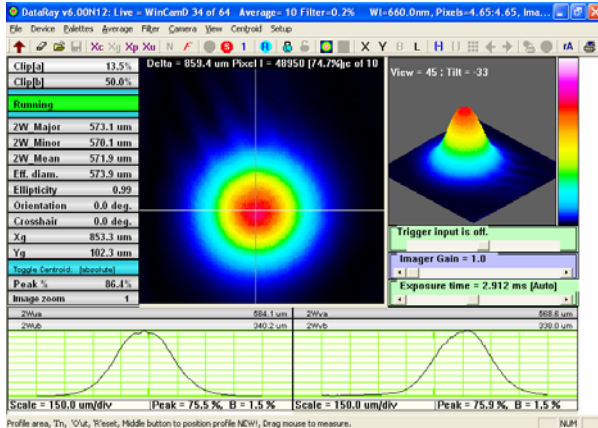 DataRay v6.00N12: Live = WinCamD 34 of 64 Average= 10 Filter=0.2% Wl=660.0nm, Pixels=4.65:4.65, Ima...
File Device Palettes Average Filter Camera View Centroid Setup
Xc Xg Xp Xu N F S 1 R X Y B L H rA
Clip[a] 13.5%
Clip[b] 50.0%
Running
2W_Major 573.1 um
2W_Minor 570.1 um
2W_Mean 571.9 um
Eff. diam. 573.9 um
Ellipticity 0.99
Orientation 0.0 deg.
Crosshair 0.0 deg.
Xg 853.3 um
Yg 102.3 um
Toggle Centroid: [absolute]
Peak % 86.4%
Image zoom 1
Delta = 859.4 um Pixel I = 48950 [74.7%] of 10
View = 45 : Tilt = -33
Trigger input is off.
Imager Gain = 1.0
Exposure time = 2.912 ms [Auto]
2Wua 584.1 um
2Wub 340.2 um
2Wva 568.6 um
2Wvb 338.0 um
Scale = 150.0 um/div Peak = 75.5 %, B = 1.5 %
Scale = 150.0 um/div Peak = 75.9 %, B = 1.5 %
Profile area, 'I'n, 'O'ut, 'R'eset, Middle button to position profile NEW!, Drag mouse to measure. NUM